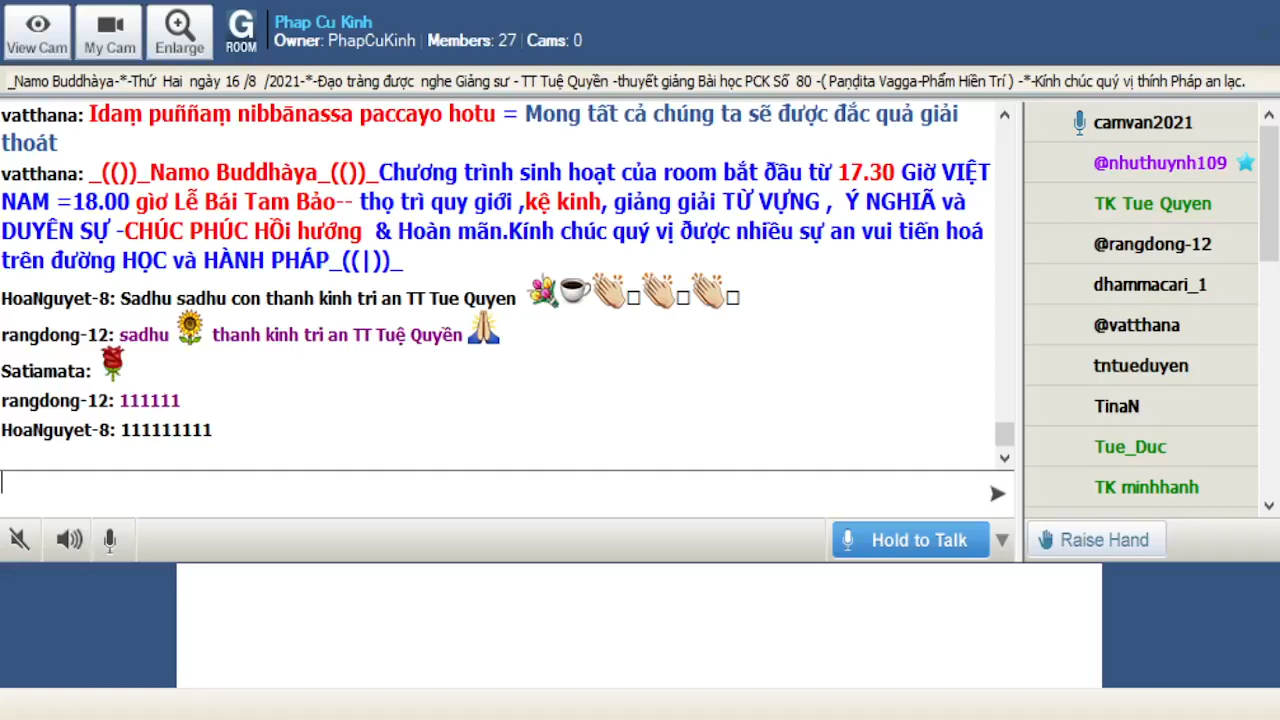 View Cam
My Cam
Enlarge
G
ROOM
Phap Cu Kinh
Owner: PhapCuKinh | Members: 27 | Cams: 0
_Namo Buddhàya-*-Thứ Hai ngày 16 /8 /2021-*-Đạo tràng được nghe Giảng sư - TT Tuệ Quyền -thuyết giảng Bài học PCK Số 80 -( Paṇḍita Vagga-Phẩm Hiền Trí ) -*-Kính chúc quý vị thính Pháp an lạc.
vatthana: Idaṃ puññaṃ nibbānassa paccayo hotu = Mong tất cả chúng ta sẽ được đắc quả giải
thoát
vatthana: _(())_Namo Buddhàya_(())_Chương trình sinh hoạt của room bắt đầu từ 17.30 Giờ VIỆT
NAM =18.00 giờ Lễ Bái Tam Bảo-- thọ trì quy giới ,kệ kinh, giảng giải TỪ VỰNG , Ý NGHIÃ và
DUYÊN SỰ -CHÚC PHÚC HỒi hướng & Hoàn mãn.Kính chúc quý vị được nhiều sự an vui tiến hoá
trên đường HỌC và HÀNH PHÁP_((|))_
HoaNguyet-8: Sadhu sadhu con thanh kinh tri an TT Tue Quyen
rangdong-12: sadhu thanh kinh tri an TT Tuệ Quyền
Satiamata:
rangdong-12: 111111
HoaNguyet-8: 111111111
camvan2021
@nhuthuynh109
TK Tue Quyen
@rangdong-12
dhammacari_1
@vatthana
tntueduyen
TinaN
Tue_Duc
TK minhhanh
Hold to Talk
Raise Hand